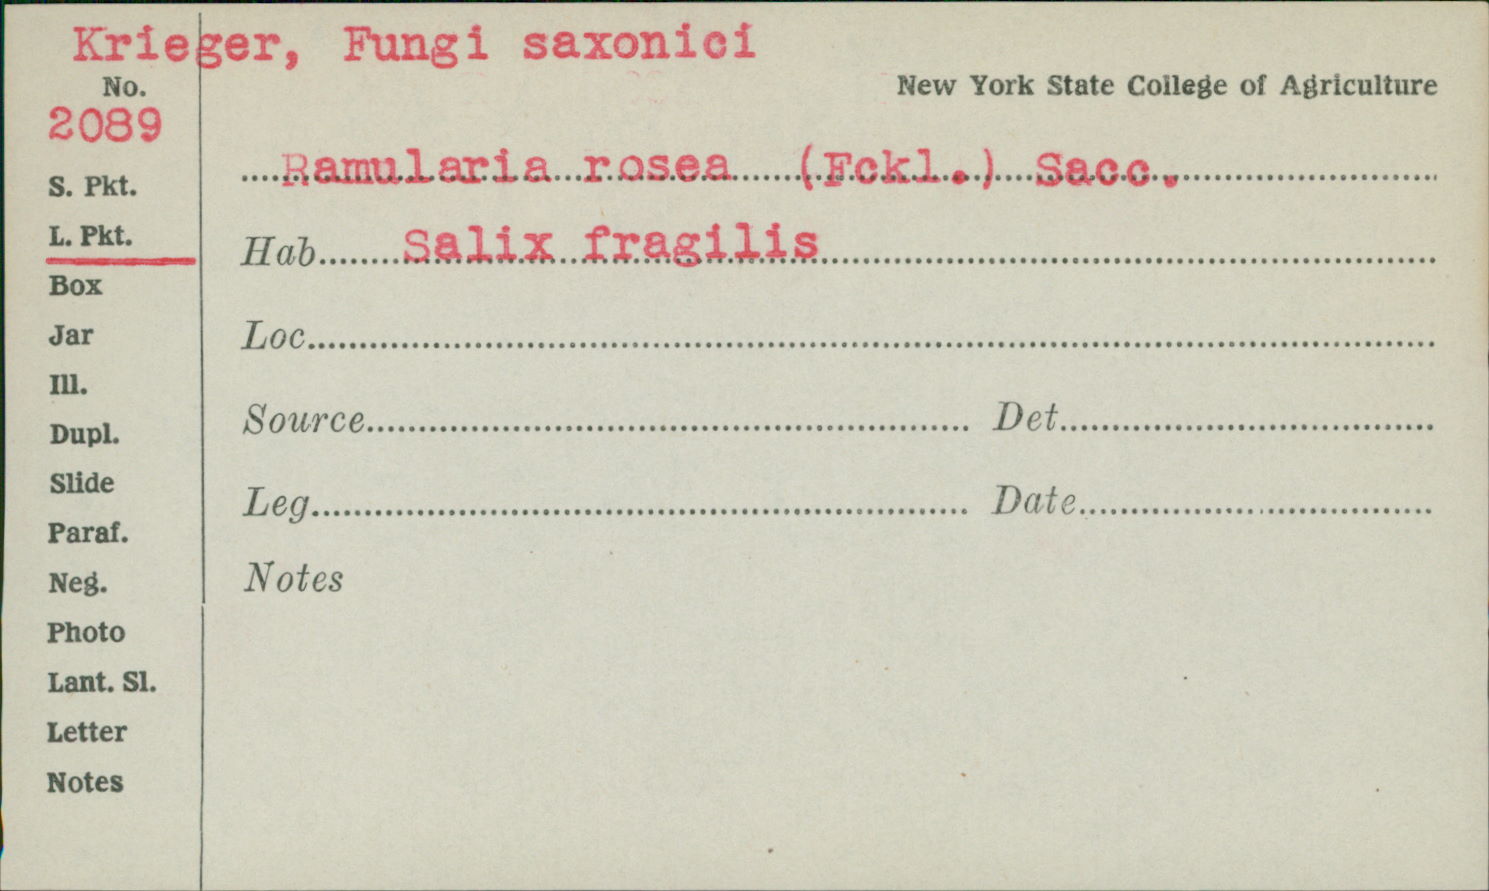 Krieger, Fungi saxonici
No.
2089
New York State College of Agriculture
Ramularia rosea (Fckl.) Sacc.
S. Pkt.
L. Pkt.
Hab. Salix fragilis
Box
Jar
Loc.
Ill.
Source Det.
Dupl.
Slide
Leg. Date
Paraf.
Neg.
Notes
Photo
Lant. Sl.
Letter
Notes